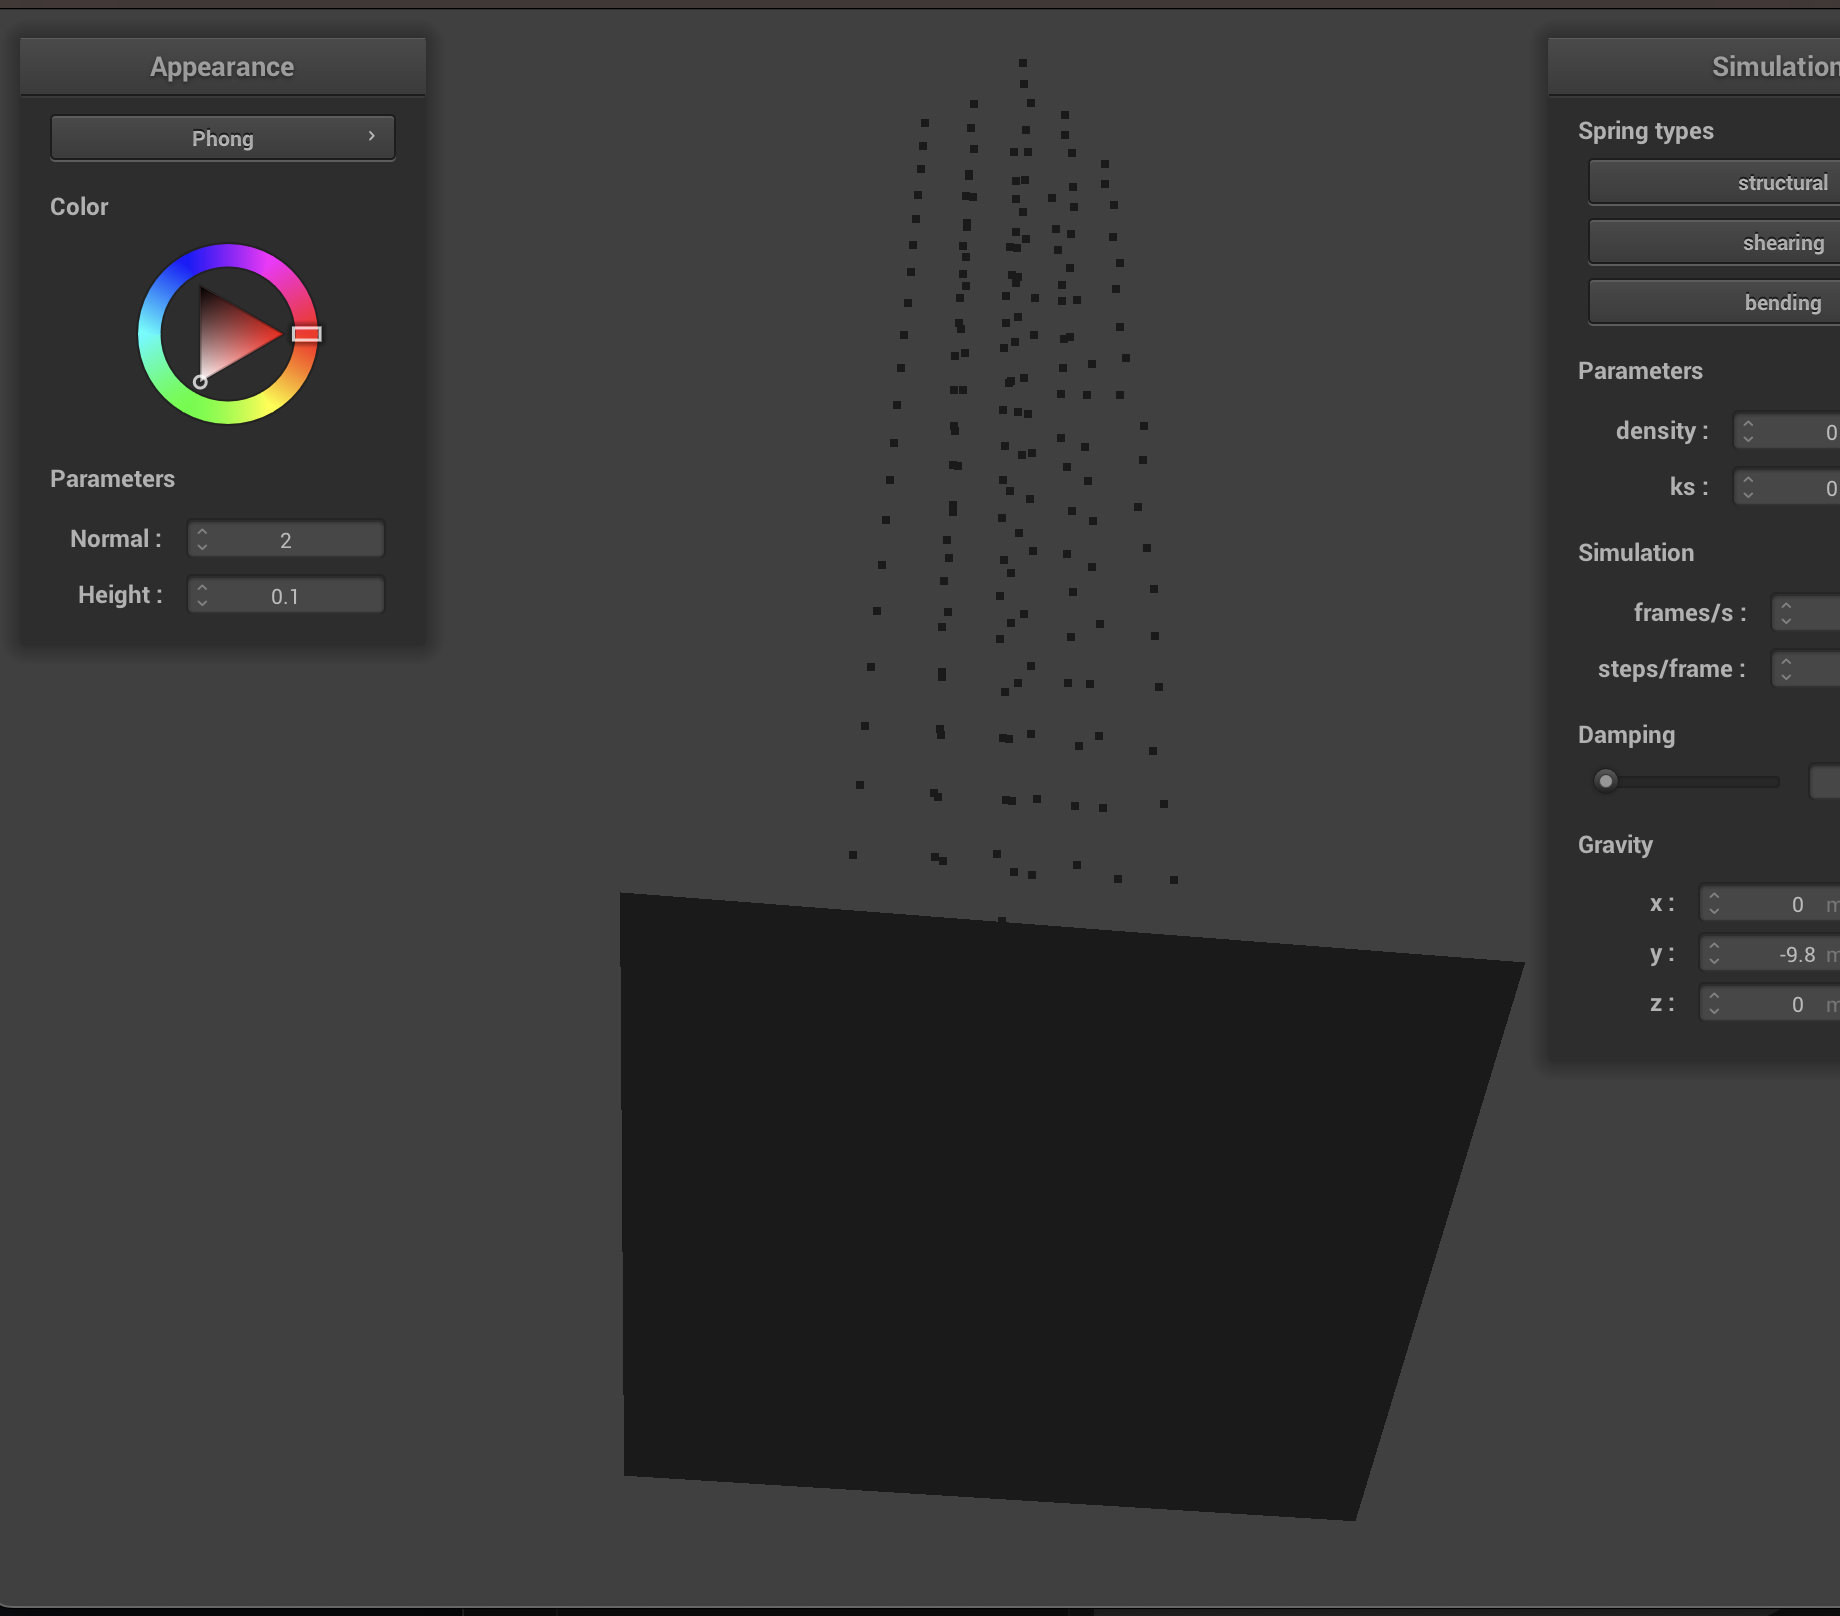 Appearance
Phong
Color
Parameters
Normal :
2
Height :
0.1
Simulation
Spring types
structural
shearing
bending
Parameters
density :
0
ks :
0
Simulation
frames/s :
steps/frame :
Damping
Gravity
x :
0 m
y :
-9.8 m
z :
0 m